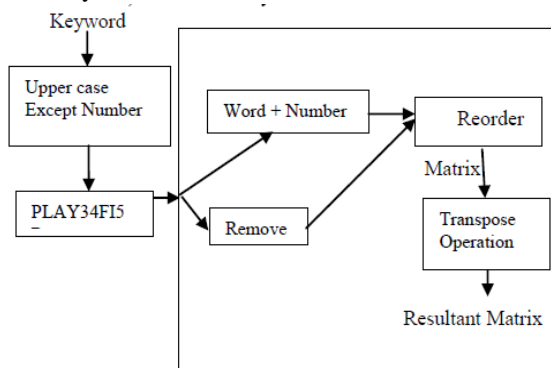 Keyword
Upper case
Except Number
PLAY34FI5
Word + Number
Remove
Reorder
Matrix
Transpose
Operation
Resultant Matrix